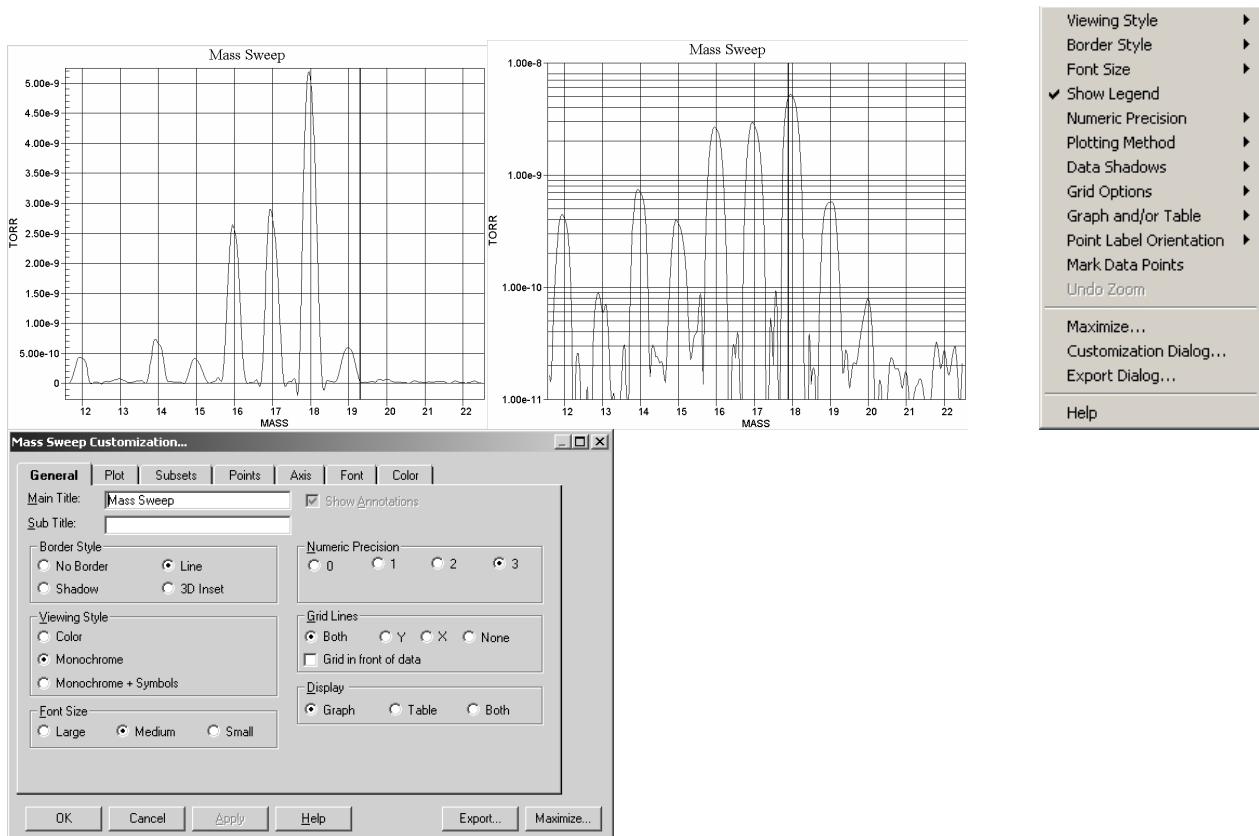 Mass Sweep
5.00e-9
4.50e-9
4.00e-9
3.50e-9
3.00e-9
2.50e-9
2.00e-9
1.50e-9
1.00e-9
5.00e-10
0
TORR
12 13 14 15 16 17 18 19 20 21 22
MASS
Mass Sweep
1.00e-8
1.00e-9
1.00e-10
1.00e-11
TORR
12 13 14 15 16 17 18 19 20 21 22
MASS
Viewing Style
Border Style
Font Size
Show Legend
Numeric Precision
Plotting Method
Data Shadows
Grid Options
Graph and/or Table
Point Label Orientation
Mark Data Points
Undo Zoom
Maximize...
Customization Dialog...
Export Dialog...
Help
Mass Sweep Customization...
General Plot Subsets Points Axis Font Color
Main Title: Mass Sweep Show Annotations
Sub Title:
Border Style
No Border Line
Shadow 3D Inset
Numeric Precision
0 1 2 3
Viewing Style
Color
Monochrome
Monochrome + Symbols
Grid Lines
Both Y X None
Grid in front of data
Font Size
Large Medium Small
Display
Graph Table Both
OK Cancel Apply Help Export... Maximize...